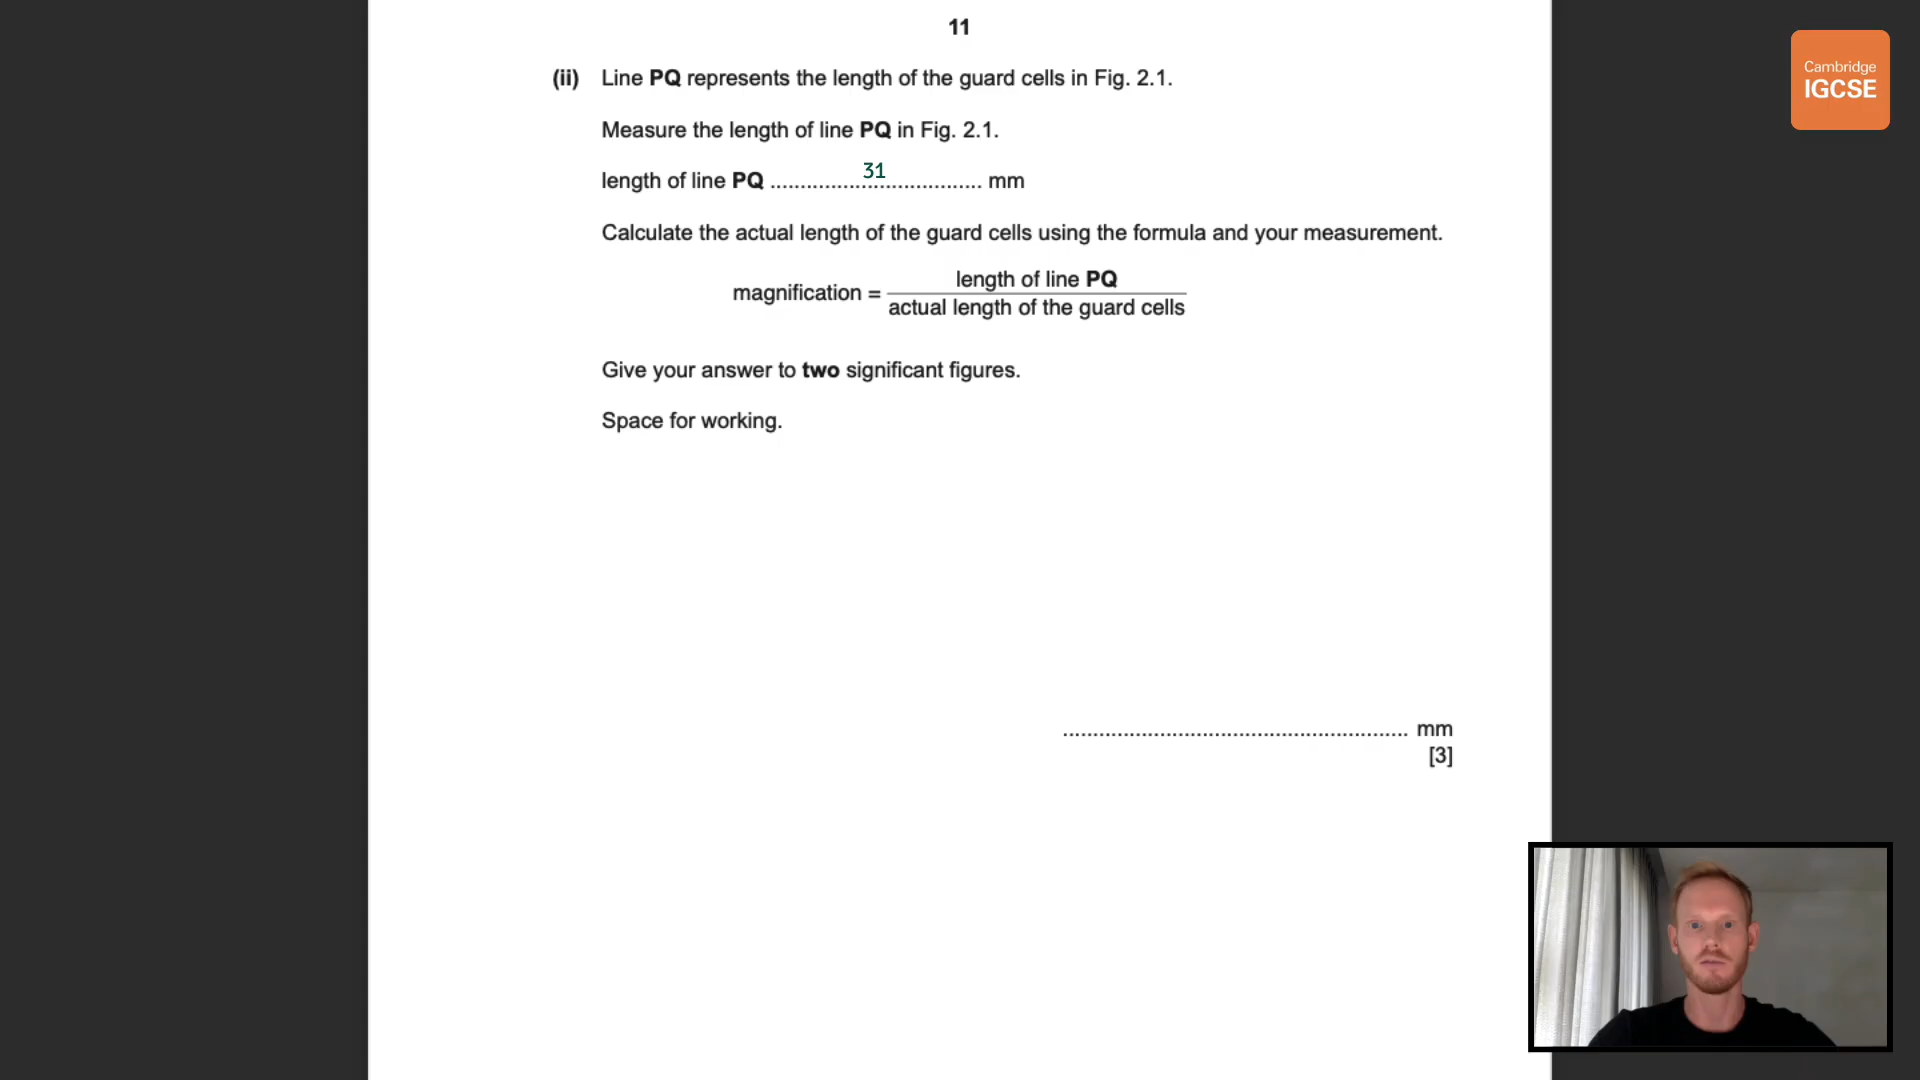 11
(ii) Line PQ represents the length of the guard cells in Fig. 2.1.
Measure the length of line PQ in Fig. 2.1.
length of line PQ ................................... mm
31
Calculate the actual length of the guard cells using the formula and your measurement.
magnification = length of line PQ
actual length of the guard cells
Give your answer to two significant figures.
Space for working.
......................................................... mm
[3]
Cambridge
IGCSE